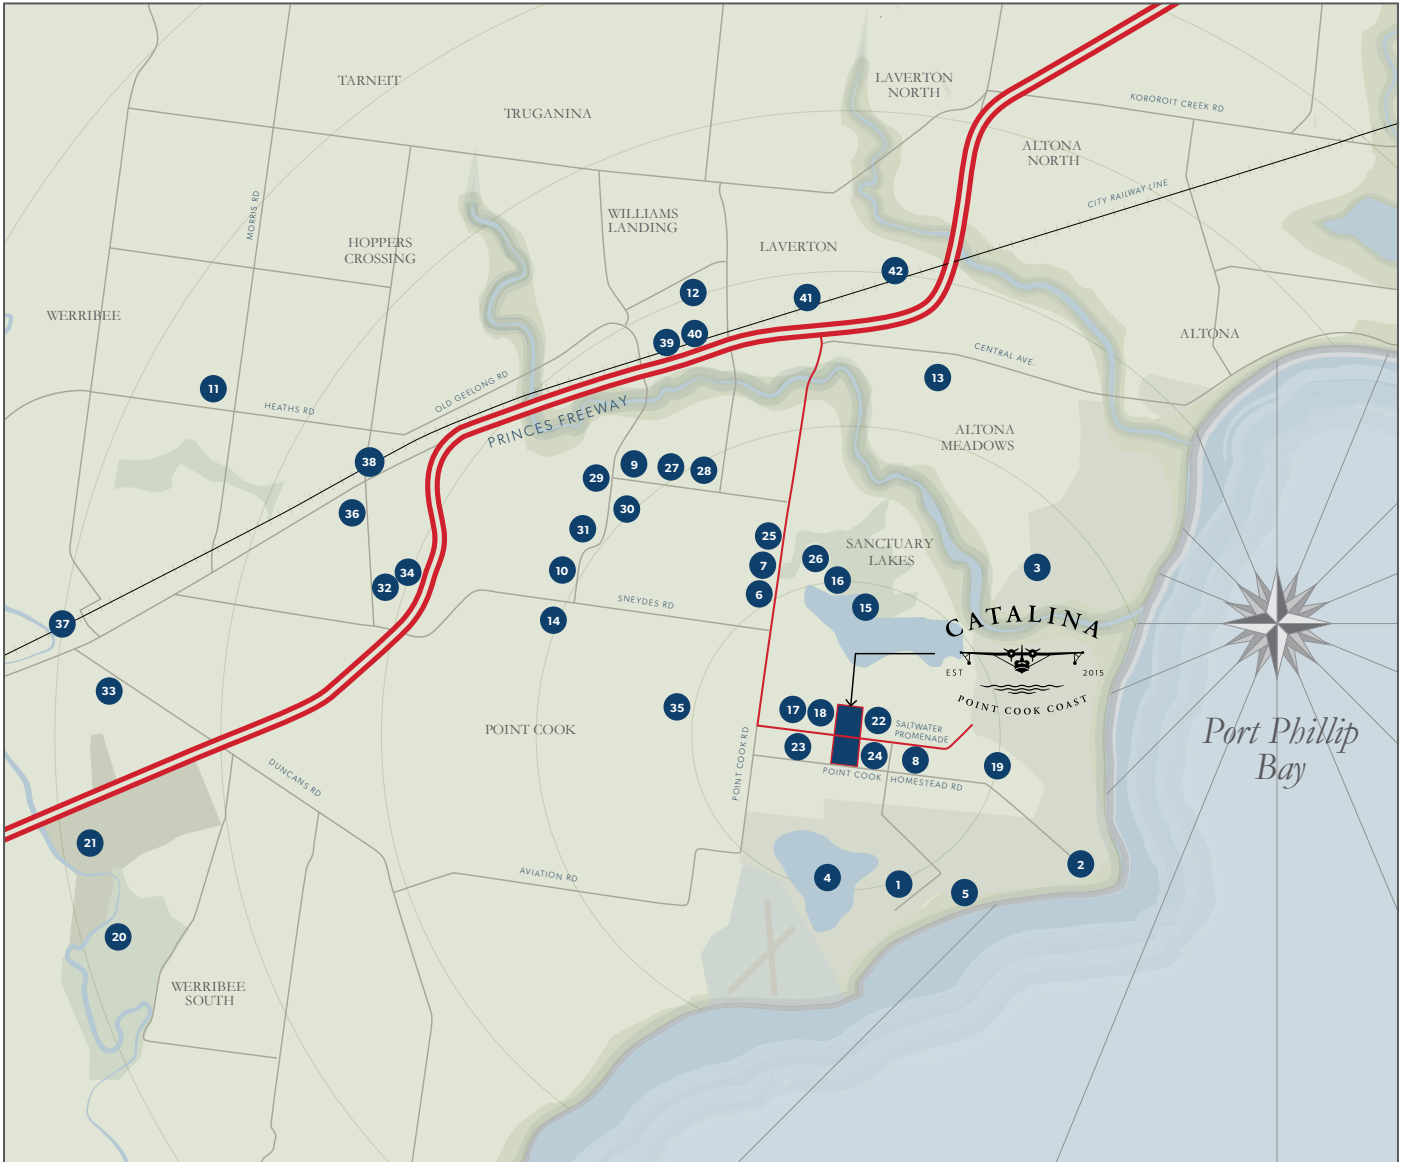 TARNEIT
TRUGANINA
LAVERTON
NORTH
KOROROIT CREEK RD
ALTONA
NORTH
CITY RAILWAY LINE
MORRIS RD
WILLIAMS
LANDING
HOPPERS
CROSSING
LAVERTON
42
12
41
WERRIBEE
39
40
ALTONA
CENTRAL AVE.
13
11
OLD GEELONG RD
HEATHS RD
PRINCES FREEWAY
ALTONA
MEADOWS
38
9
27
28
29
36
30
31
25
SANCTUARY
LAKES
26
7
3
10
34
16
32
6
SNEYDES RD
15
14
37
CATALINA
EST
2015
POINT COOK COAST
33
35
17
18
22
SALTWATER
PROMENADE
POINT COOK
Port Phillip
Bay
23
24
8
19
POINT COOK RD
POINT COOK HOMESTEAD RD
DUNCANS RD
21
2
AVIATION RD
4
1
5
20
WERRIBEE
SOUTH